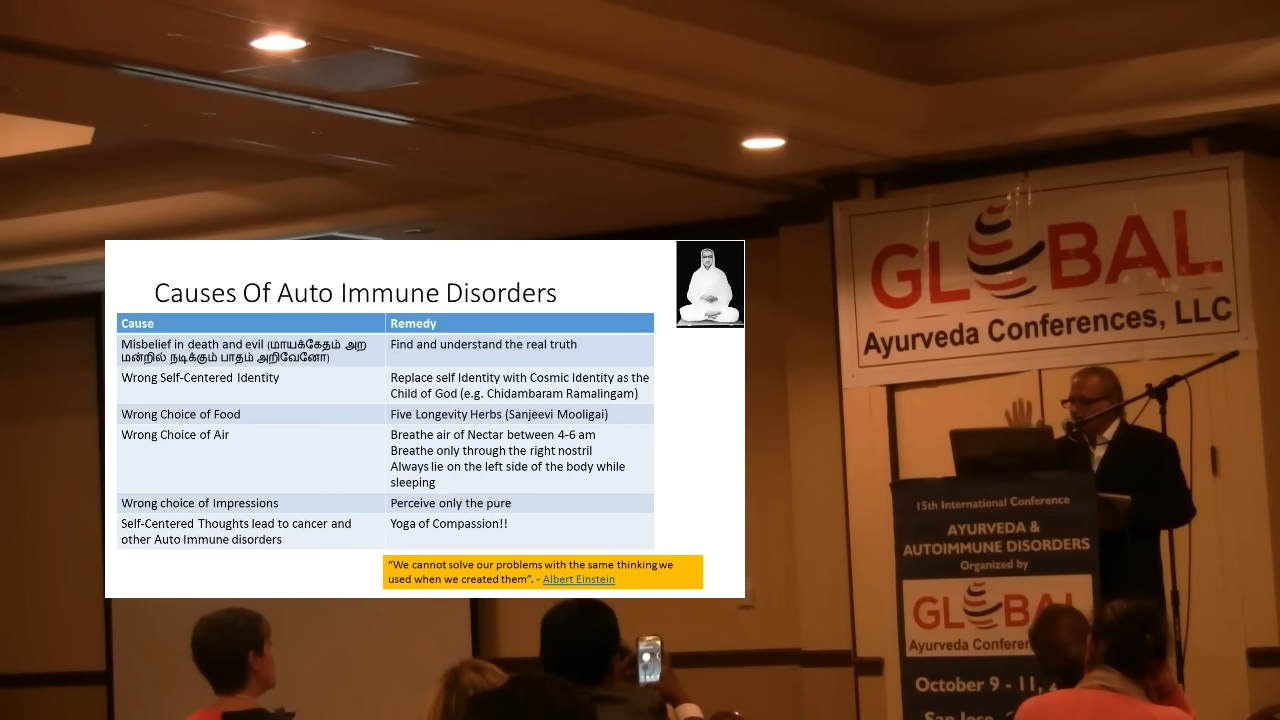 Causes Of Auto Immune Disorders
Cause
Remedy
Misbelief in death and evil (மாயக்கேதம் அற
மன்றில் நடிக்கும் பாதம் அறிவேனோ)
Find and understand the real truth
Wrong Self-Centered Identity
Replace self Identity with Cosmic Identity as the
Child of God (e.g. Chidambaram Ramalingam)
Wrong Choice of Food
Five Longevity Herbs (Sanjeevi Mooligai)
Wrong Choice of Air
Breathe air of Nectar between 4-6 am
Breathe only through the right nostril
Always lie on the left side of the body while
sleeping
Wrong choice of Impressions
Perceive only the pure
Self-Centered Thoughts lead to cancer and
other Auto Immune disorders
Yoga of Compassion!!
“We cannot solve our problems with the same thinking we
used when we created them”. - Albert Einstein
GLOBAL
Ayurveda Conferences, LLC
15th International Conference
AYURVEDA &
AUTOIMMUNE DISORDERS
Organized by
GLOBAL
Ayurveda
October 9 - 11,
San Jose,